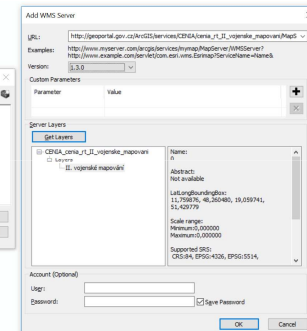 Add WMS Server
URL: http://geoportal.gov.cz/ArcGIS/services/CENIA/cenia_rt_II_vojenske_mapovani/MapS
Examples: http://www.myserver.com/arcgis/services/mymap/MapServer/WMSServer?
http://www.example.com/servlet/com.esri.wms.Esrimap?ServiceName=Name&
Version: 1.3.0
Custom Parameters
Parameter Value
Server Layers
Get Layers
CENIA_cenia_rt_II_vojenske_mapovani
Layers
II. vojenské mapování
Name:
0
Abstract:
Not available
LatLongBoundingBox:
11,759876, 48,260480, 19,059741,
51,429779
Scale range:
Minimum:0,000000
Maximum:0,000000
Supported SRS:
CRS:84, EPSG:4326, EPSG:5514,
Account (Optional)
User:
Password: Save Password
OK Cancel